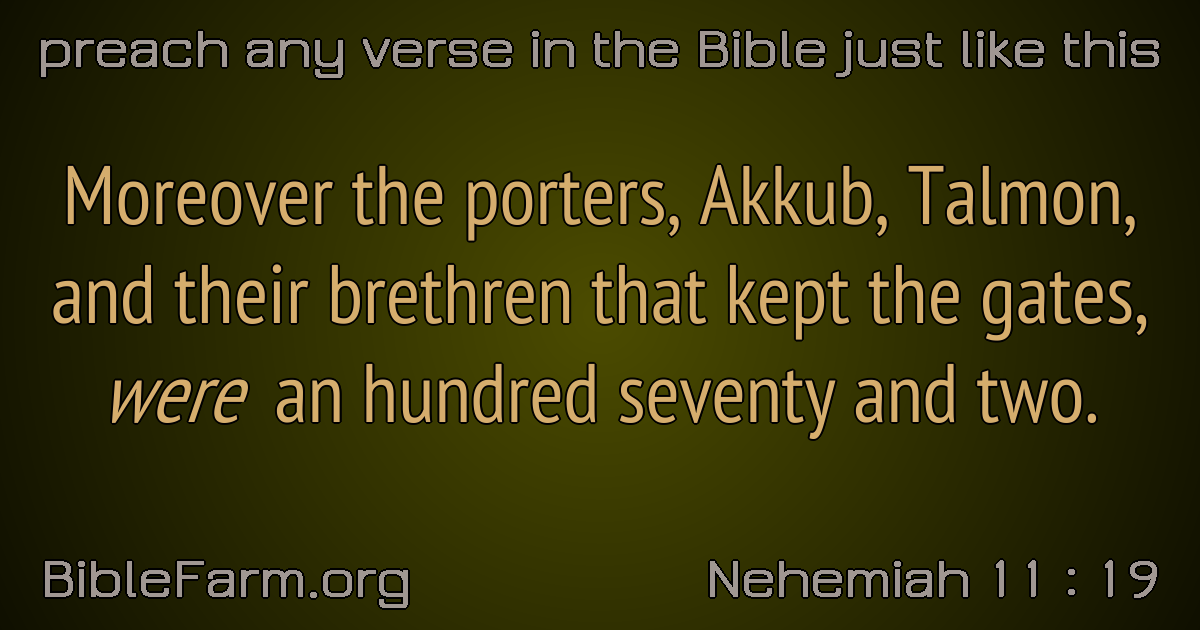 preach any verse in the Bible just like this
Moreover the porters, Akkub, Talmon,
and their brethren that kept the gates,
were an hundred seventy and two.
BibleFarm.org
Nehemiah 11 : 19